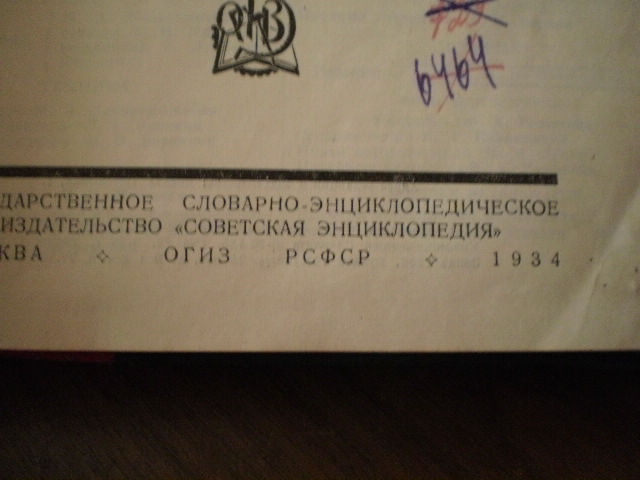 6464
ДАРСТВЕННОЕ СЛОВАРНО-ЭНЦИКЛОПЕДИЧЕСКОЕ
ИЗДАТЕЛЬСТВО «СОВЕТСКАЯ ЭНЦИКЛОПЕДИЯ»
КВА ✧ ОГИЗ РСФСР ✧ 1934